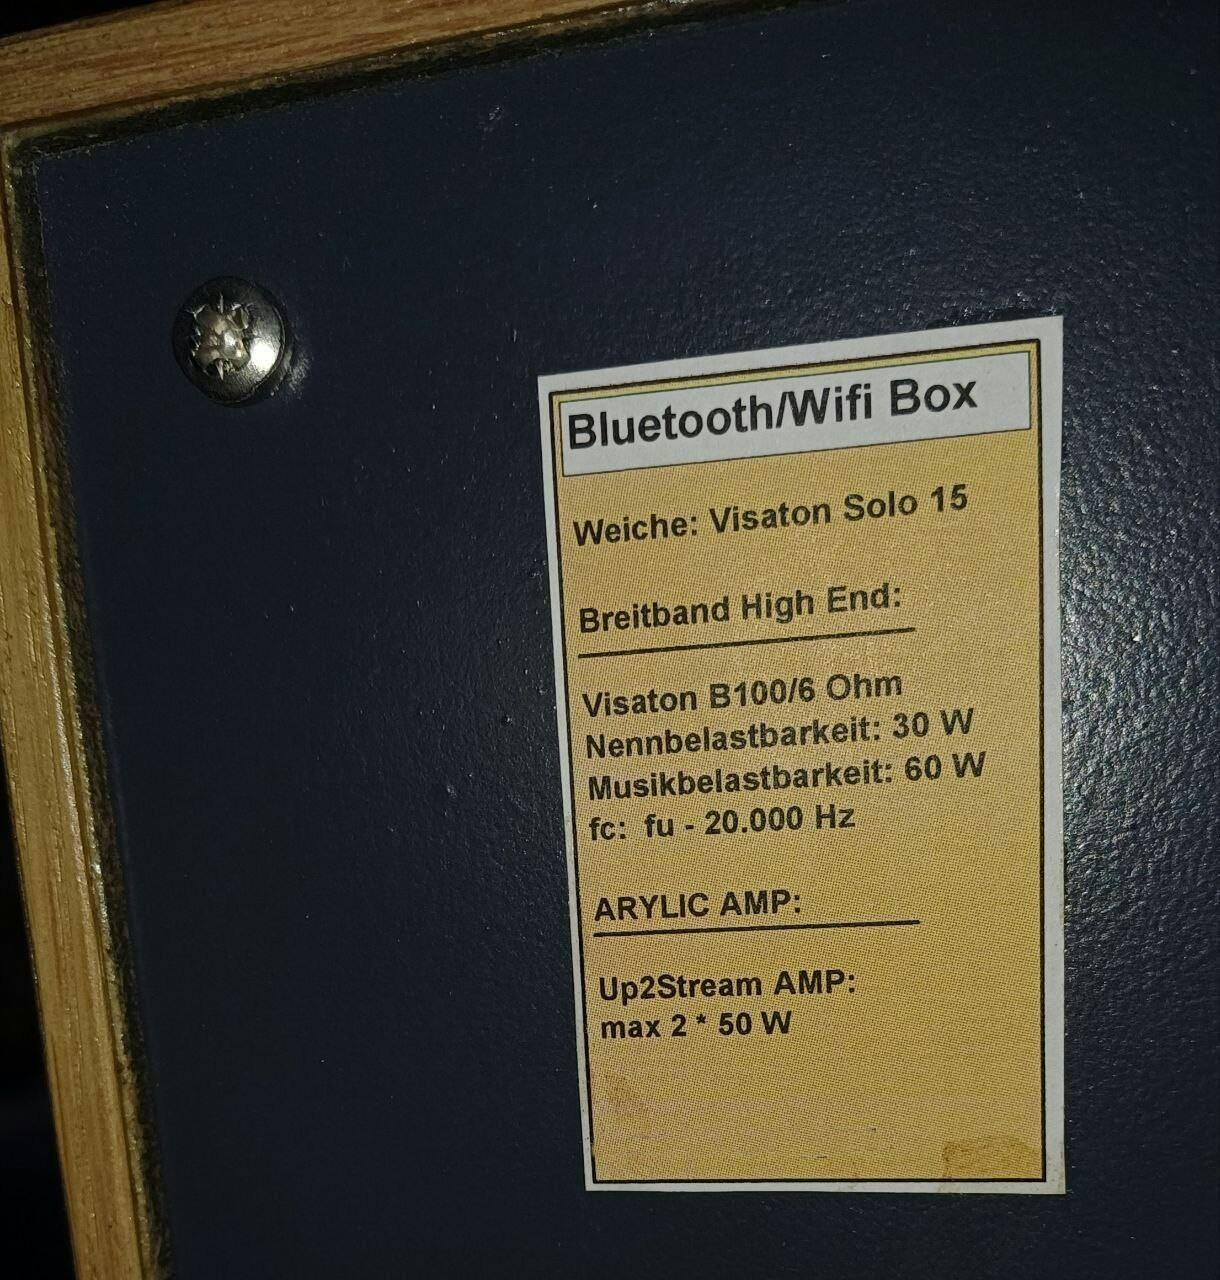 Bluetooth/Wifi Box
Weiche: Visaton Solo 15
Breitband High End:
Visaton B100/6 Ohm
Nennbelastbarkeit: 30 W
Musikbelastbarkeit: 60 W
fc:  fu - 20.000 Hz
ARYLIC AMP:
Up2Stream AMP:
max 2 * 50 W